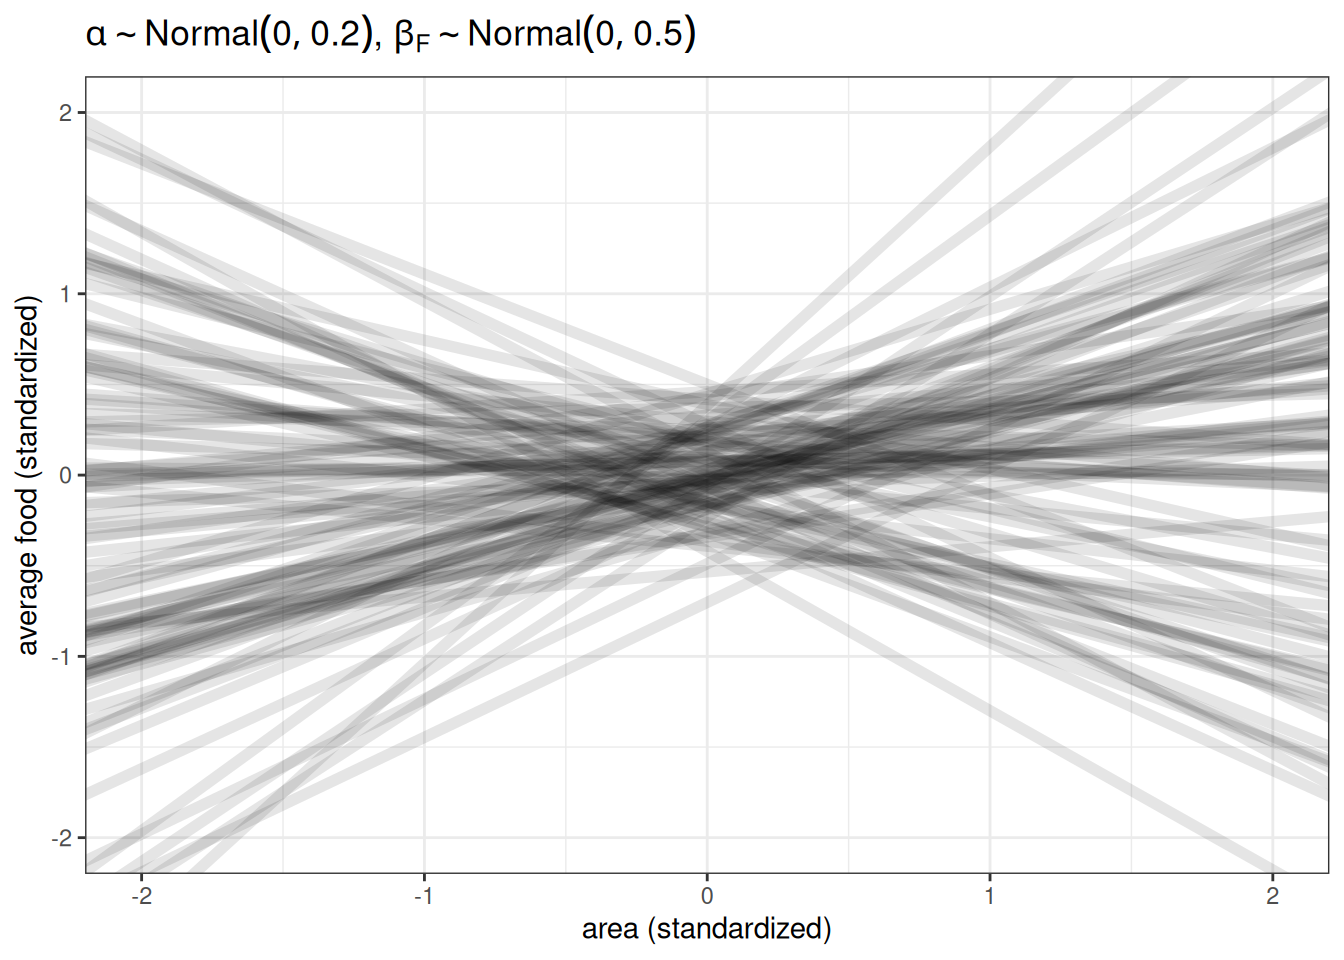 α ~ Normal(0, 0.2), βF ~ Normal(0, 0.5)
2
1
0
-1
-2
average food (standardized)
-2 -1 0 1 2
area (standardized)